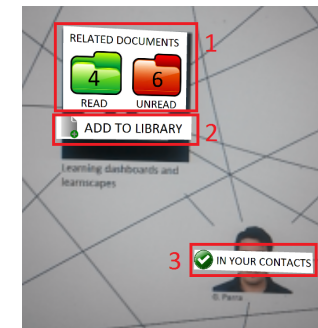 RELATED DOCUMENTS
1
4
6
READ
UNREAD
ADD TO LIBRARY
2
Learning dashboards and
learnscapes
3
IN YOUR CONTACTS
G. Parra